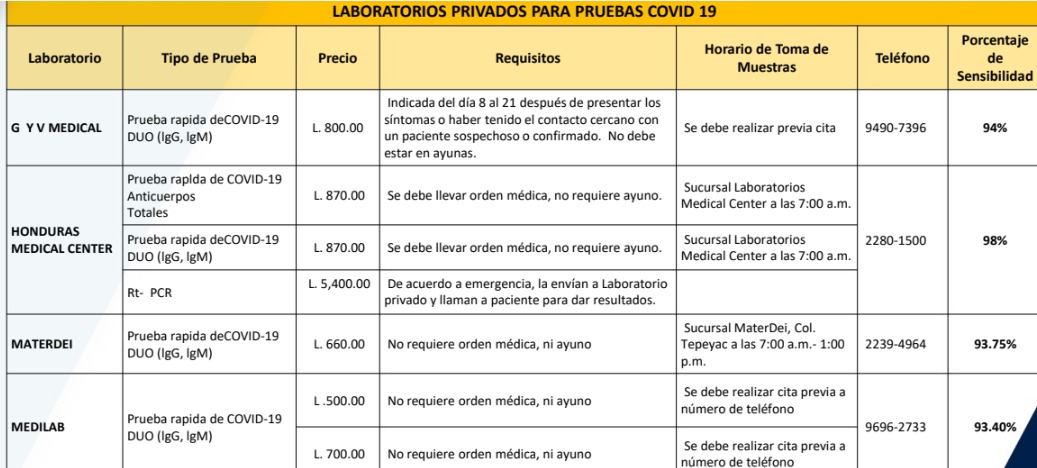 LABORATORIOS PRIVADOS PARA PRUEBAS COVID 19
Laboratorio
Tipo de Prueba
Precio
Requisitos
Horario de Toma de
Muestras
Teléfono
Porcentaje
de
Sensibilidad
G Y V MEDICAL
Prueba rapida deCOVID-19
DUO (IgG, IgM)
L. 800.00
Indicada del día 8 al 21 después de presentar los
síntomas o haber tenido el contacto cercano con
un paciente sospechoso o confirmado. No debe
estar en ayunas.
Se debe realizar previa cita
9490-7396
94%
HONDURAS
MEDICAL CENTER
Prueba rapIda de COVID-19
Anticuerpos
Totales
L. 870.00
Se debe llevar orden médica, no requiere ayuno.
Sucursal Laboratorios
Medical Center a las 7:00 a.m.
Prueba rapida deCOVID-19
DUO (IgG, IgM)
L. 870.00
Se debe llevar orden médica, no requiere ayuno.
Sucursal Laboratorios
Medical Center a las 7:00 a.m.
Rt- PCR
L. 5,400.00
De acuerdo a emergencia, la envían a Laboratorio
privado y llaman a paciente para dar resultados.
2280-1500
98%
MATERDEI
Prueba rapida deCOVID-19
DUO (IgG, IgM)
L. 660.00
No requiere orden médica, ni ayuno
Sucursal MaterDei, Col.
Tepeyac a las 7:00 a.m.- 1:00
p.m.
2239-4964
93.75%
MEDILAB
Prueba rapida de COVID-19
DUO (IgG, IgM)
L .500.00
No requiere orden médica, ni ayuno
Se debe realizar cita previa a
número de teléfono
L. 700.00
No requiere orden médica, ni ayuno
Se debe realizar cita previa a
número de teléfono
9696-2733
93.40%